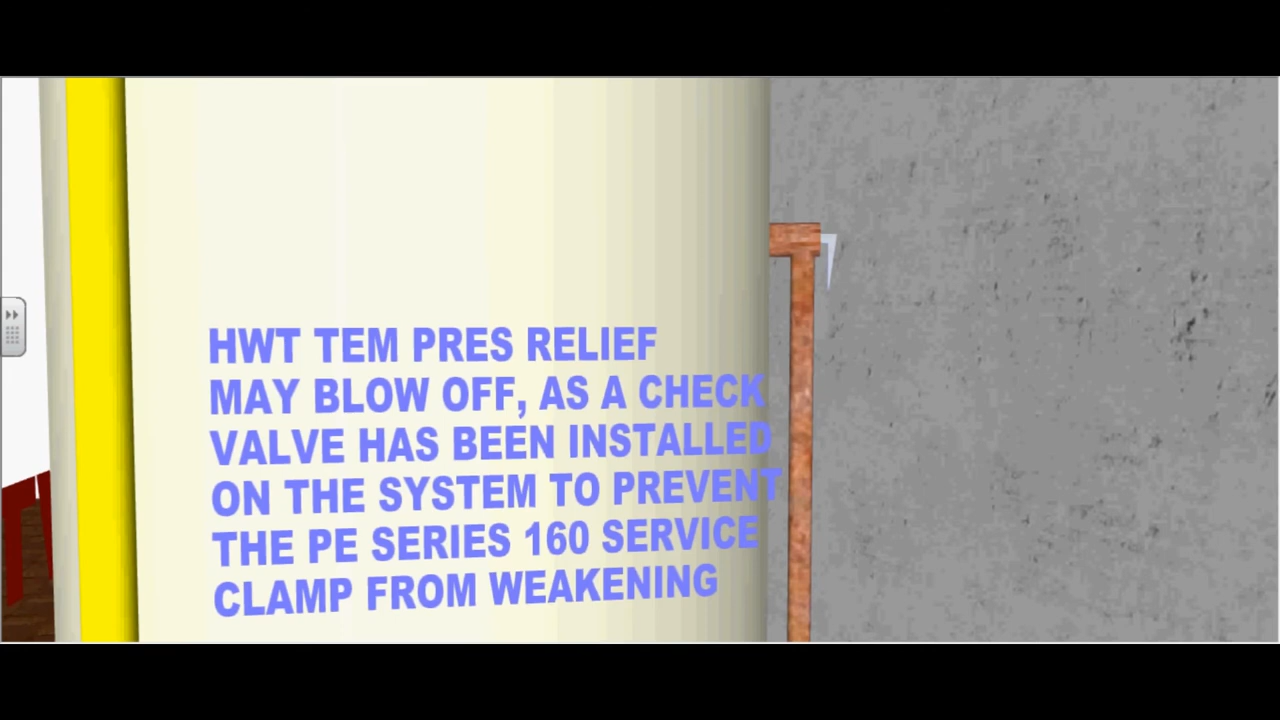 HWT TEM PRES RELIEF
MAY BLOW OFF, AS A CHECK
VALVE HAS BEEN INSTALLED
ON THE SYSTEM TO PREVENT
THE PE SERIES 160 SERVICE
CLAMP FROM WEAKENING